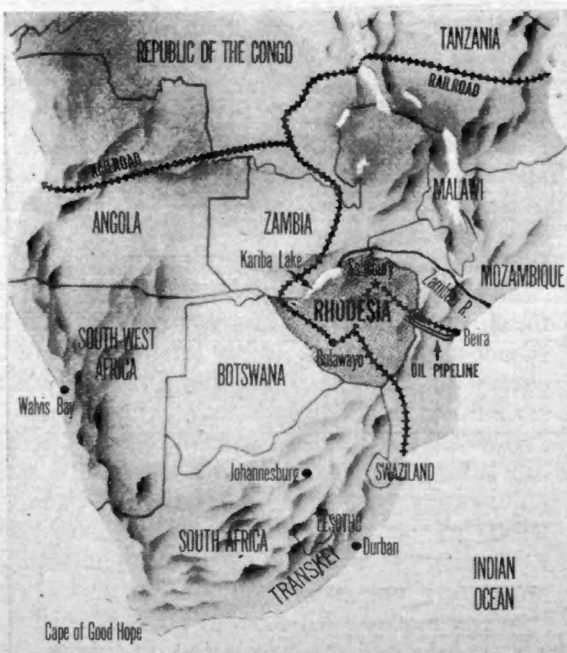 TANZANIA
REPUBLIC OF THE CONGO
RAILROAD
RAILROAD
MALAWI
ANGOLA
ZAMBIA
Kariba Lake
Salisbury
Zambezi R.
MOZAMBIQUE
RHODESIA
SOUTH-WEST
AFRICA
Beira
Bulawayo
OIL PIPELINE
BOTSWANA
Walvis Bay
Johannesburg
SWAZILAND
LESOTHO
SOUTH AFRICA
Durban
TRANSKEI
INDIAN
OCEAN
Cape of Good Hope